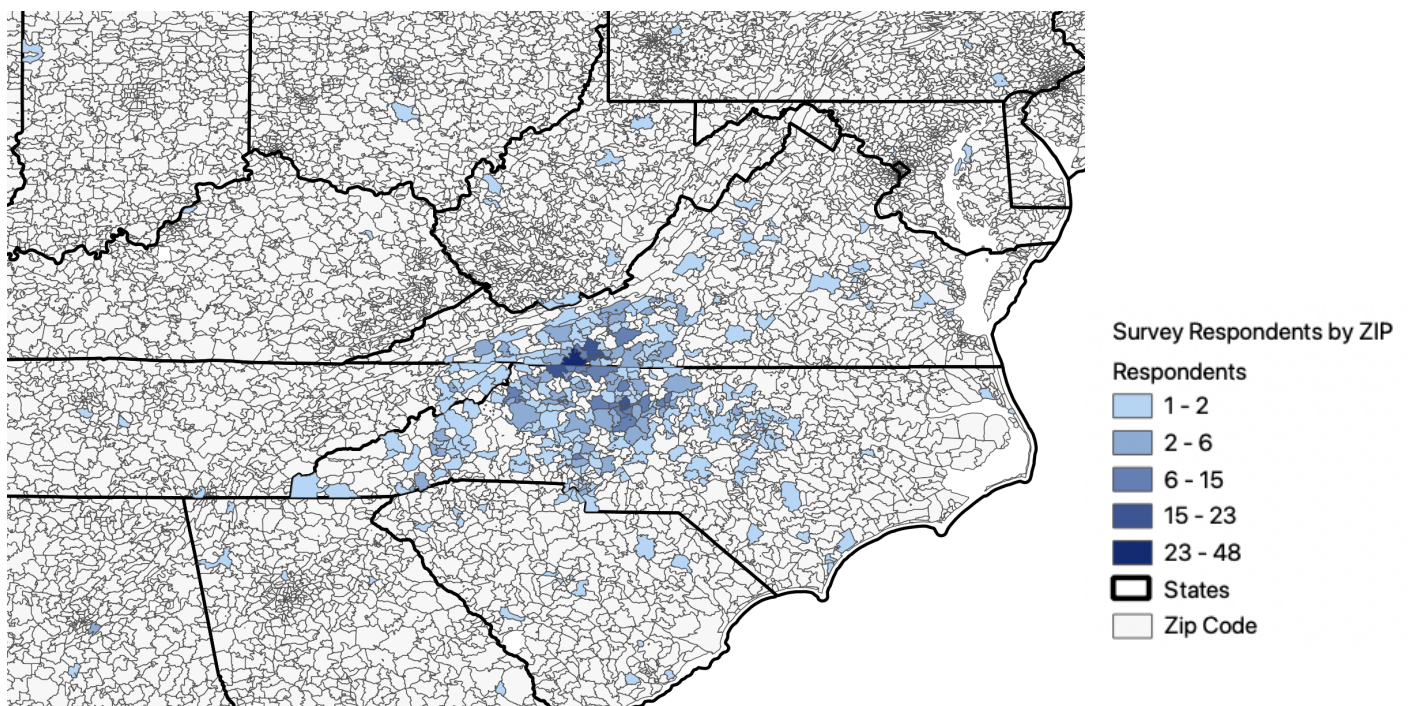 Survey Respondents by ZIP
Respondents
1 - 2
2 - 6
6 - 15
15 - 23
23 - 48
States
Zip Code